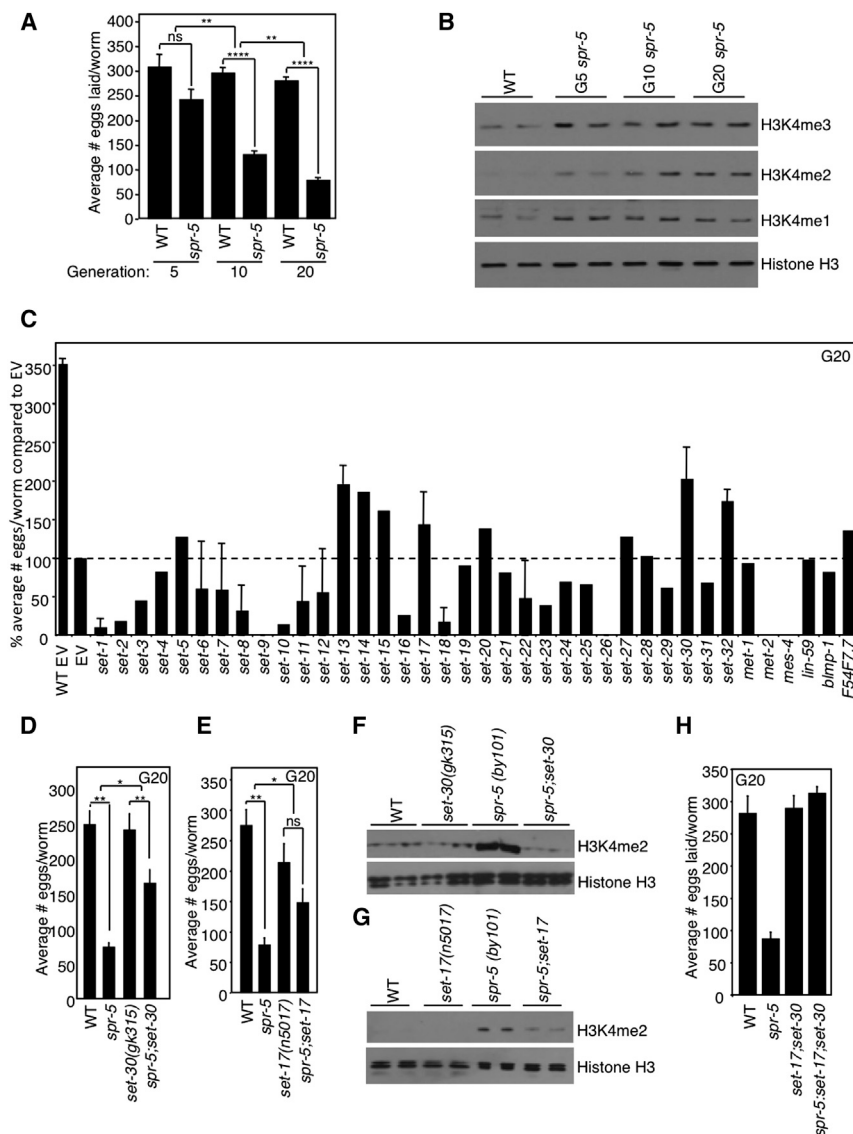 A
ns
**
****
**
****
400
350
300
250
200
150
100
50
0
Average # eggs laid/worm
WT
spr-5
WT
spr-5
WT
spr-5
Generation: 5 10 20
B
WT
G5 spr-5
G10 spr-5
G20 spr-5
H3K4me3
H3K4me2
H3K4me1
Histone H3
C
G20
% average # eggs/worm compared to EV
350
300
250
200
150
100
50
0
WT EV
EV
set-1
set-2
set-3
set-4
set-5
set-6
set-7
set-8
set-9
set-10
set-11
set-12
set-13
set-14
set-15
set-16
set-17
set-18
set-19
set-20
set-21
set-22
set-23
set-24
set-25
set-26
set-27
set-28
set-29
set-30
set-31
set-32
met-1
met-2
mes-4
lin-59
blmp-1
F54F7.7
D
G20
*
**
**
300
250
200
150
100
50
0
Average # eggs/worm
WT
spr-5
set-30(gk315)
spr-5;set-30
E
G20
*
**
ns
350
300
250
200
150
100
50
0
Average # eggs/worm
WT
spr-5
set-17(n5017)
spr-5;set-17
F
WT
set-30(gk315)
spr-5 (by101)
spr-5;set-30
H3K4me2
Histone H3
G
WT
set-17(n5017)
spr-5 (by101)
spr-5;set-17
H3K4me2
Histone H3
H
G20
350
300
250
200
150
100
50
0
Average # eggs laid/worm
WT
spr-5
set-17;set-30
spr-5;set-17;set-30